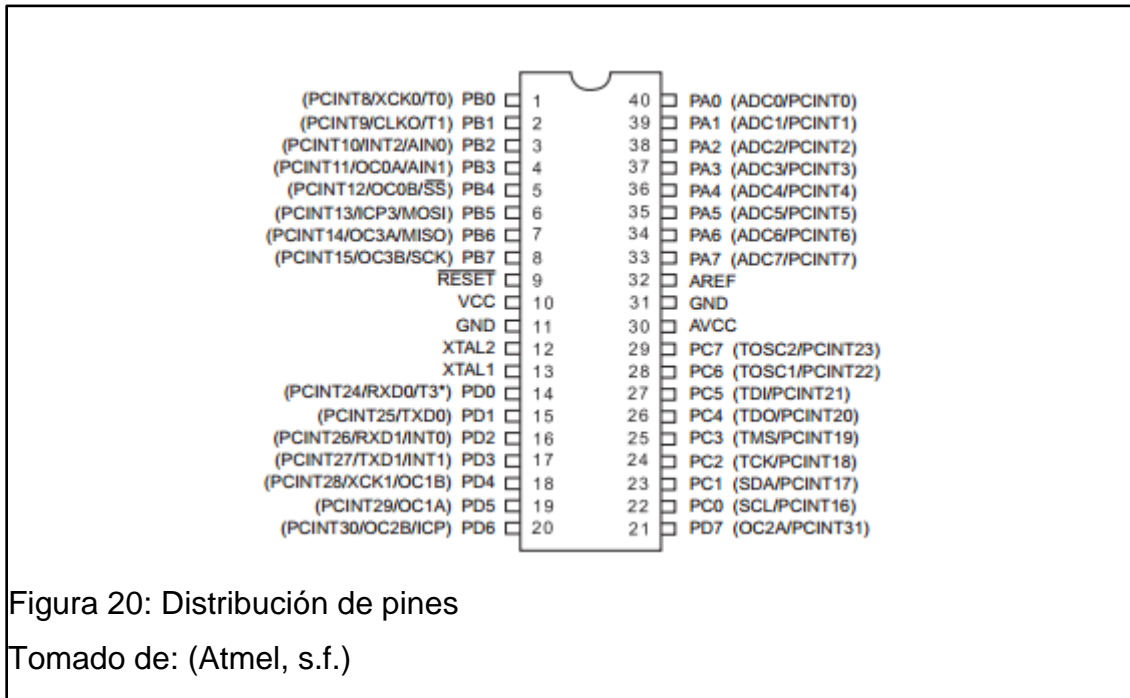 (PCINT8/XCK0/T0) PB0 1 40 PA0 (ADC0/PCINT0)
(PCINT9/CLKO/T1) PB1 2 39 PA1 (ADC1/PCINT1)
(PCINT10/INT2/AIN0) PB2 3 38 PA2 (ADC2/PCINT2)
(PCINT11/OC0A/AIN1) PB3 4 37 PA3 (ADC3/PCINT3)
(PCINT12/OC0B/S̅S̅) PB4 5 36 PA4 (ADC4/PCINT4)
(PCINT13/ICP3/MOSI) PB5 6 35 PA5 (ADC5/PCINT5)
(PCINT14/OC3A/MISO) PB6 7 34 PA6 (ADC6/PCINT6)
(PCINT15/OC3B/SCK) PB7 8 33 PA7 (ADC7/PCINT7)
R̅E̅S̅E̅T̅ 9 32 AREF
VCC 10 31 GND
GND 11 30 AVCC
XTAL2 12 29 PC7 (TOSC2/PCINT23)
XTAL1 13 28 PC6 (TOSC1/PCINT22)
(PCINT24/RXD0/T3*) PD0 14 27 PC5 (TDI/PCINT21)
(PCINT25/TXD0) PD1 15 26 PC4 (TDO/PCINT20)
(PCINT26/RXD1/INT0) PD2 16 25 PC3 (TMS/PCINT19)
(PCINT27/TXD1/INT1) PD3 17 24 PC2 (TCK/PCINT18)
(PCINT28/XCK1/OC1B) PD4 18 23 PC1 (SDA/PCINT17)
(PCINT29/OC1A) PD5 19 22 PC0 (SCL/PCINT16)
(PCINT30/OC2B/ICP) PD6 20 21 PD7 (OC2A/PCINT31)
Figura 20: Distribución de pines
Tomado de: (Atmel, s.f.)